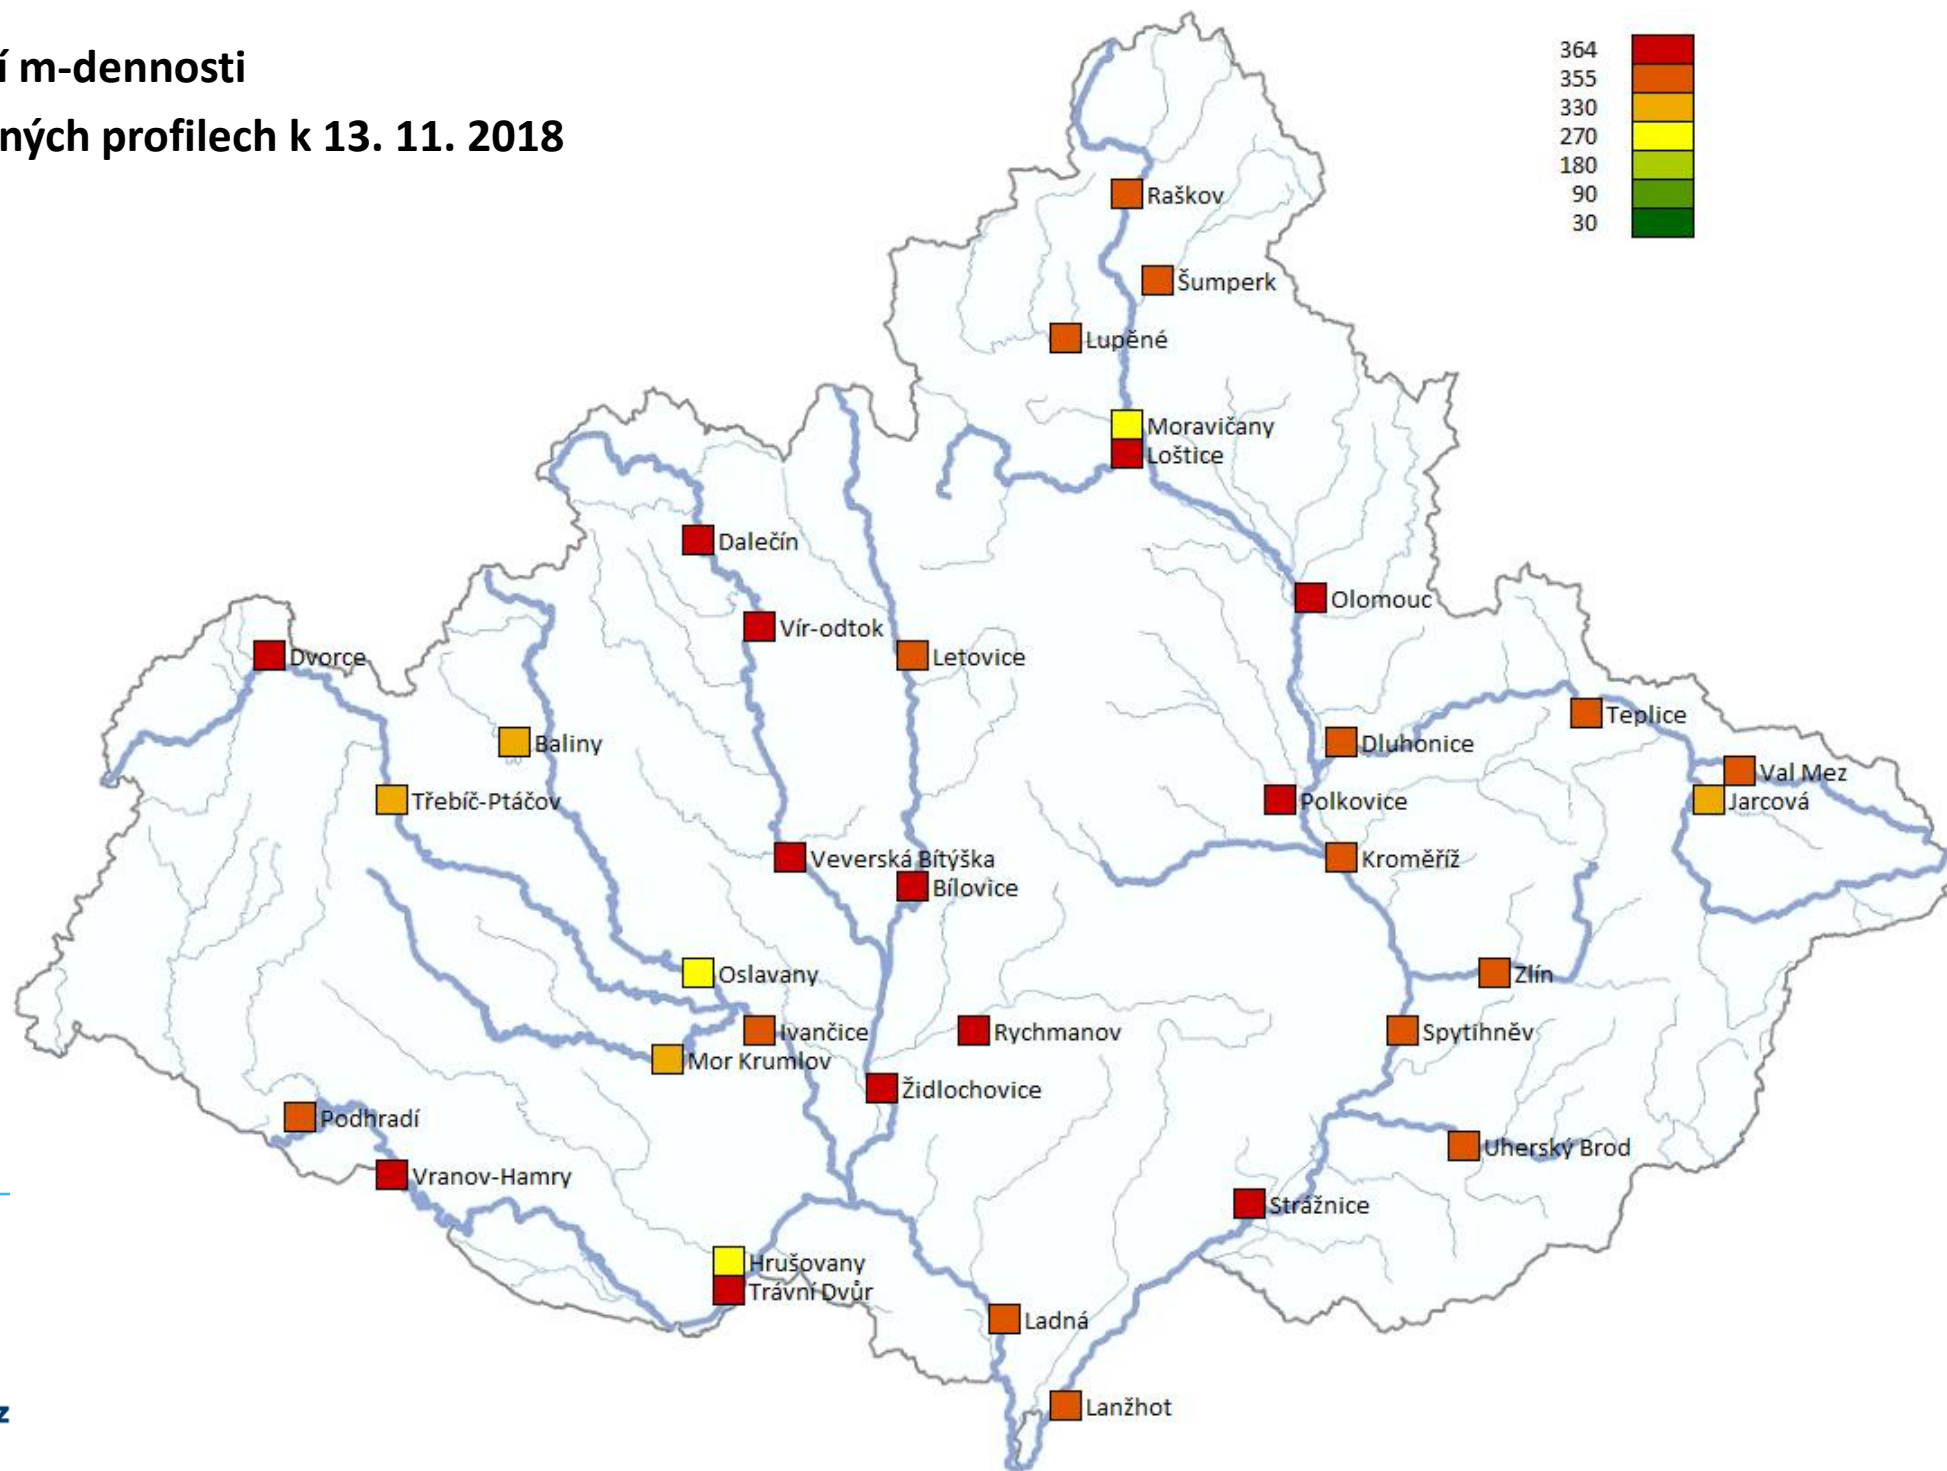 í m-dennosti
ných profilech k 13. 11. 2018
364
355
330
270
180
90
30
Raškov
Šumperk
Lupěné
Moravičany
Loštice
Dalečín
Olomouc
Vír-odtok
Dvorce
Letovice
Teplice
Baliny
Dluhonice
Val Mez
Třebíč-Ptáčov
Polkovice
Jarcová
Veverská Bítýška
Kroměříž
Bílovice
Oslavany
Zlín
Ivančice
Rychmanov
Spytihněv
Mor Krumlov
Židlochovice
Podhradí
Uherský Brod
Vranov-Hamry
Strážnice
Hrušovany
Trávní Dvůr
Ladná
Lanžhot
z